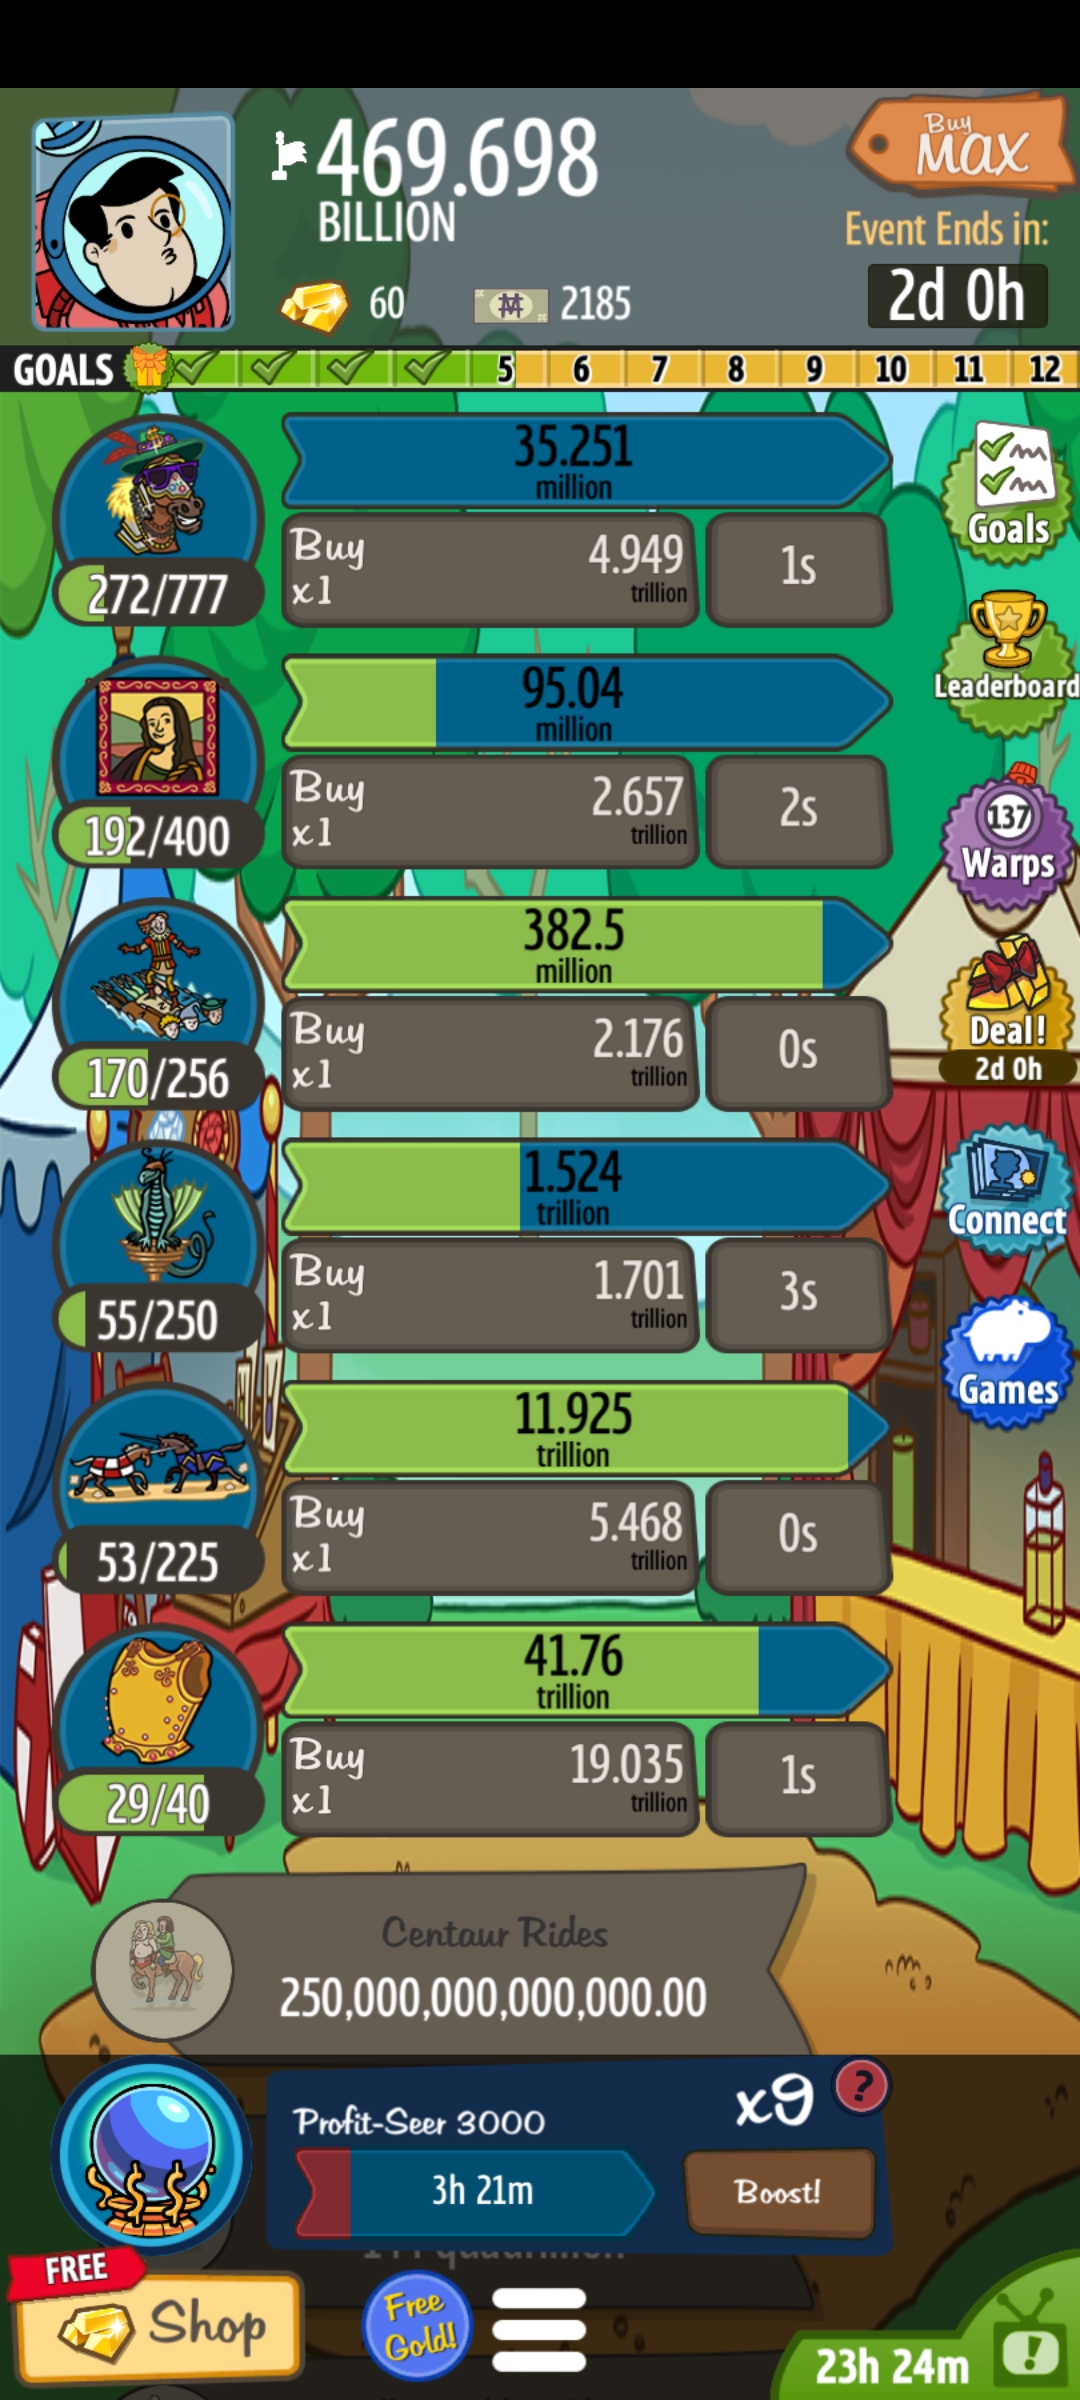 469.698
BILLION
Buy
MAX
Event Ends in:
2d 0h
60
2185
GOALS 5 6 7 8 9 10 11 12
35.251
million
Buy
x1
4.949
trillion
1s
272/777
Goals
95.04
million
Buy
x1
2.657
trillion
2s
192/400
Leaderboard
137
Warps
382.5
million
Buy
x1
2.176
trillion
0s
170/256
Deal!
2d 0h
1.524
trillion
Buy
x1
1.701
trillion
3s
55/250
Connect
Games
11.925
trillion
Buy
x1
5.468
trillion
0s
53/225
41.76
trillion
Buy
x1
19.035
trillion
1s
29/40
Centaur Rides
250,000,000,000,000.00
Profit-Seer 3000
x9
?
3h 21m
Boost!
FREE
Shop
Free
Gold!
23h 24m
!